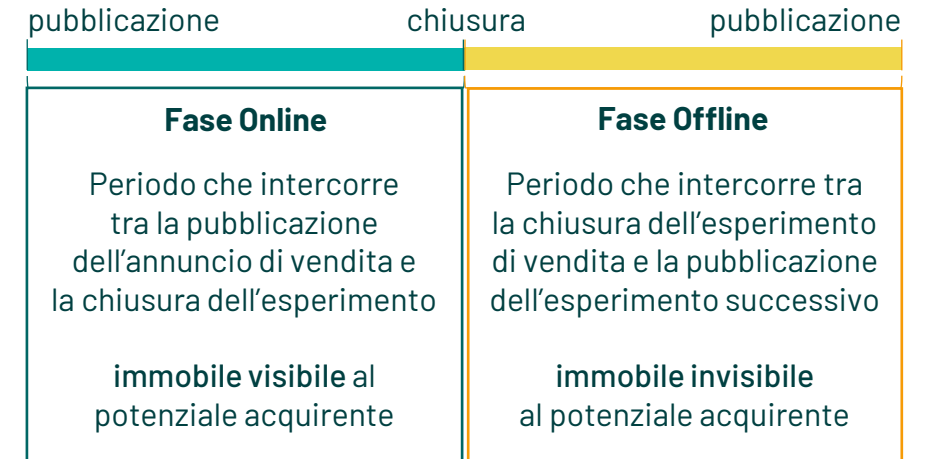 pubblicazione chiusura pubblicazione
Fase Online
Periodo che intercorre
tra la pubblicazione
dell’annuncio di vendita e
la chiusura dell’esperimento
immobile visibile al
potenziale acquirente
Fase Offline
Periodo che intercorre tra
la chiusura dell’esperimento
di vendita e la pubblicazione
dell’esperimento successivo
immobile invisibile
al potenziale acquirente